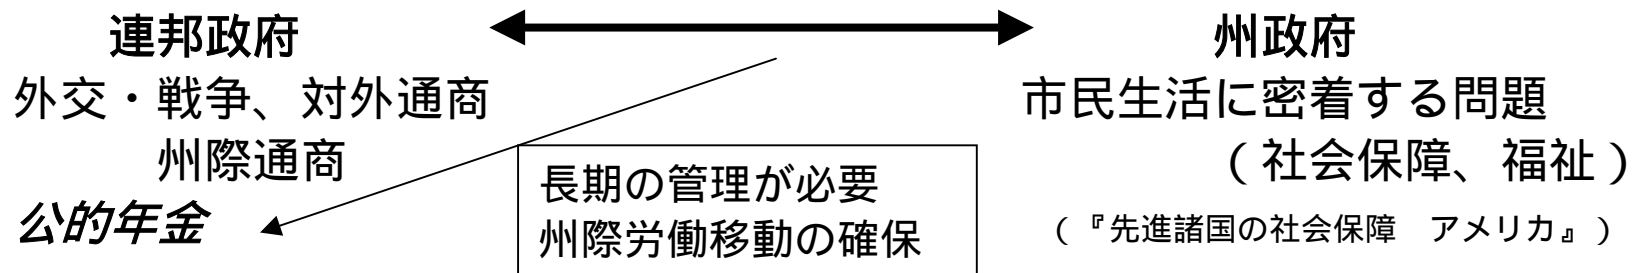 連邦政府
外交・戦争、対外通商
州際通商
公的年金
長期の管理が必要
州際労働移動の確保
州政府
市民生活に密着する問題
（社会保障、福祉）
（『先進諸国の社会保障　アメリカ』）